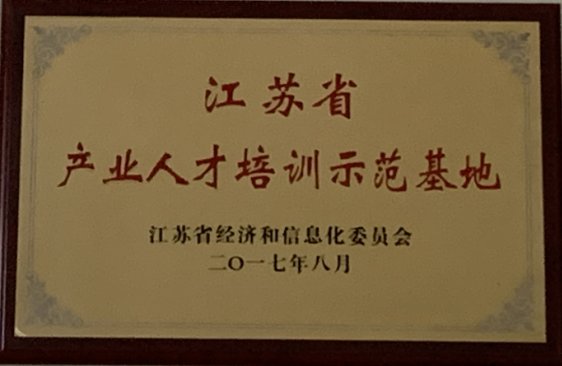 江苏省
产业人才培训示范基地
江苏省经济和信息化委员会
二〇一七年八月